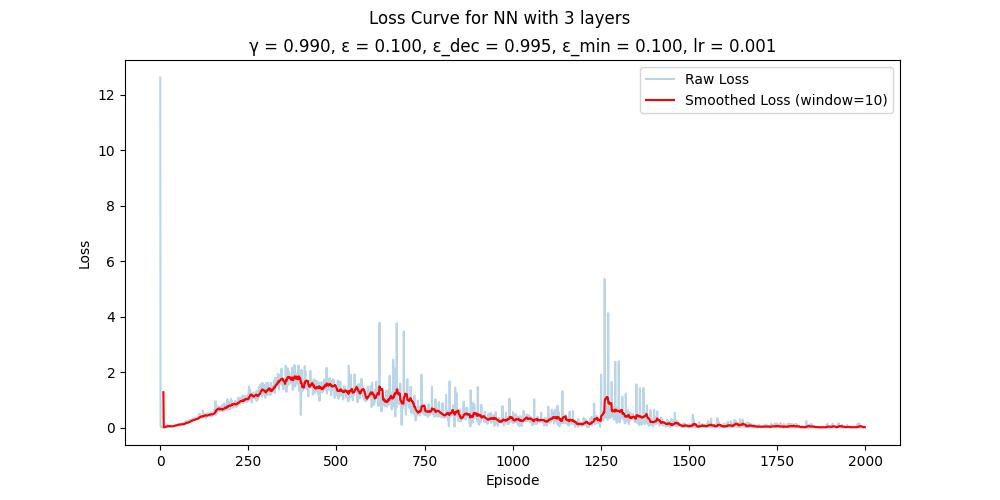 Loss Curve for NN with 3 layers
γ = 0.990, ε = 0.100, ε_dec = 0.995, ε_min = 0.100, lr = 0.001
Raw Loss
Smoothed Loss (window=10)
12
10
8
6
4
2
0
Loss
0 250 500 750 1000 1250 1500 1750 2000
Episode